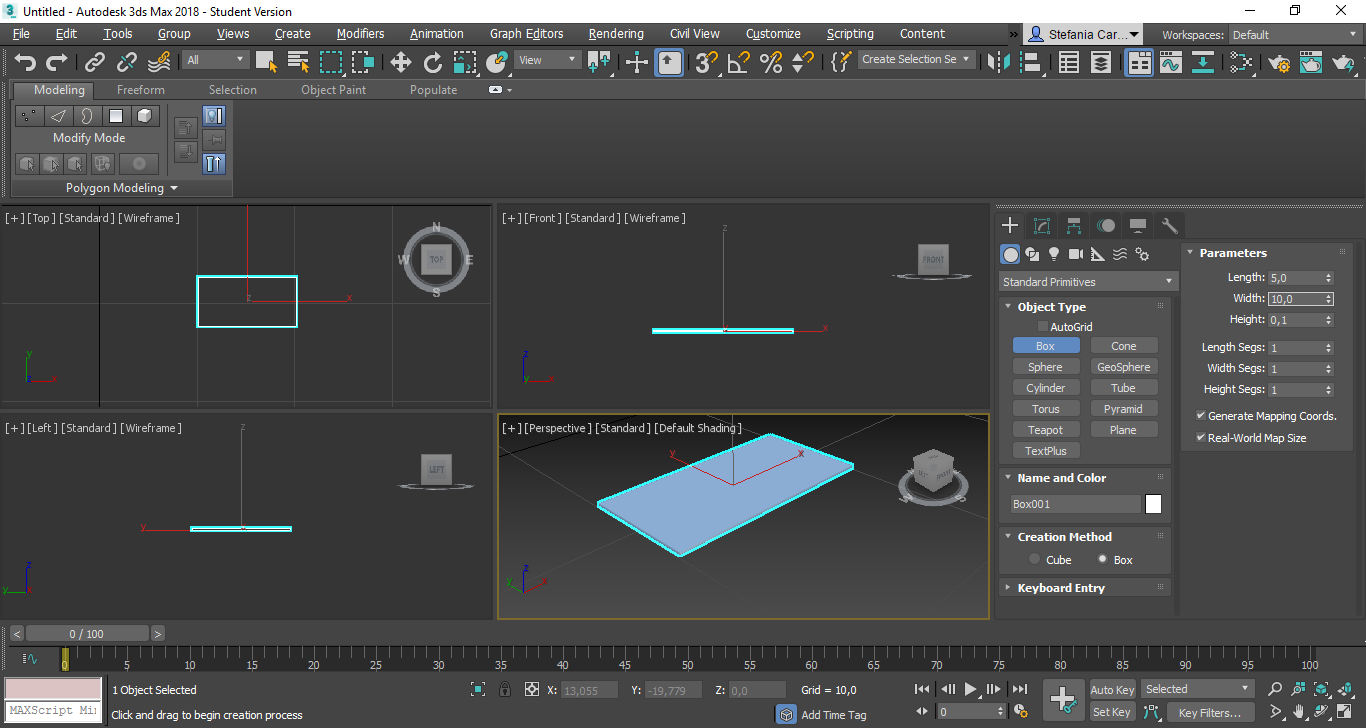 Untitled - Autodesk 3ds Max 2018 - Student Version
File Edit Tools Group Views Create Modifiers Animation Graph Editors Rendering Civil View Customize Scripting Content » Stefania Car... Workspaces: Default
All View Create Selection Se
Modeling Freeform Selection Object Paint Populate
Modify Mode
Polygon Modeling
[+] [Top] [Standard] [Wireframe]
N
W TOP E
S
z x
y
z x
[+] [Front] [Standard] [Wireframe]
z
FRONT
x
z
y x
[+] [Left] [Standard] [Wireframe]
z
LEFT
y
z
y
[+] [Perspective] [Standard] [Default Shading]
y x
W S
z
y x
Standard Primitives
Object Type
AutoGrid
Box Cone
Sphere GeoSphere
Cylinder Tube
Torus Pyramid
Teapot Plane
TextPlus
Name and Color
Box001
Creation Method
Cube Box
Keyboard Entry
Parameters
Length: 5,0
Width: 10,0
Height: 0,1
Length Segs: 1
Width Segs: 1
Height Segs: 1
Generate Mapping Coords.
Real-World Map Size
< 0 / 100 >
0 5 10 15 20 25 30 35 40 45 50 55 60 65 70 75 80 85 90 95 100
1 Object Selected X: 13,055 Y: -19,779 Z: 0,0 Grid = 10,0 Auto Key Selected
MAXScript Mi
Click and drag to begin creation process Add Time Tag 0 Set Key Key Filters...